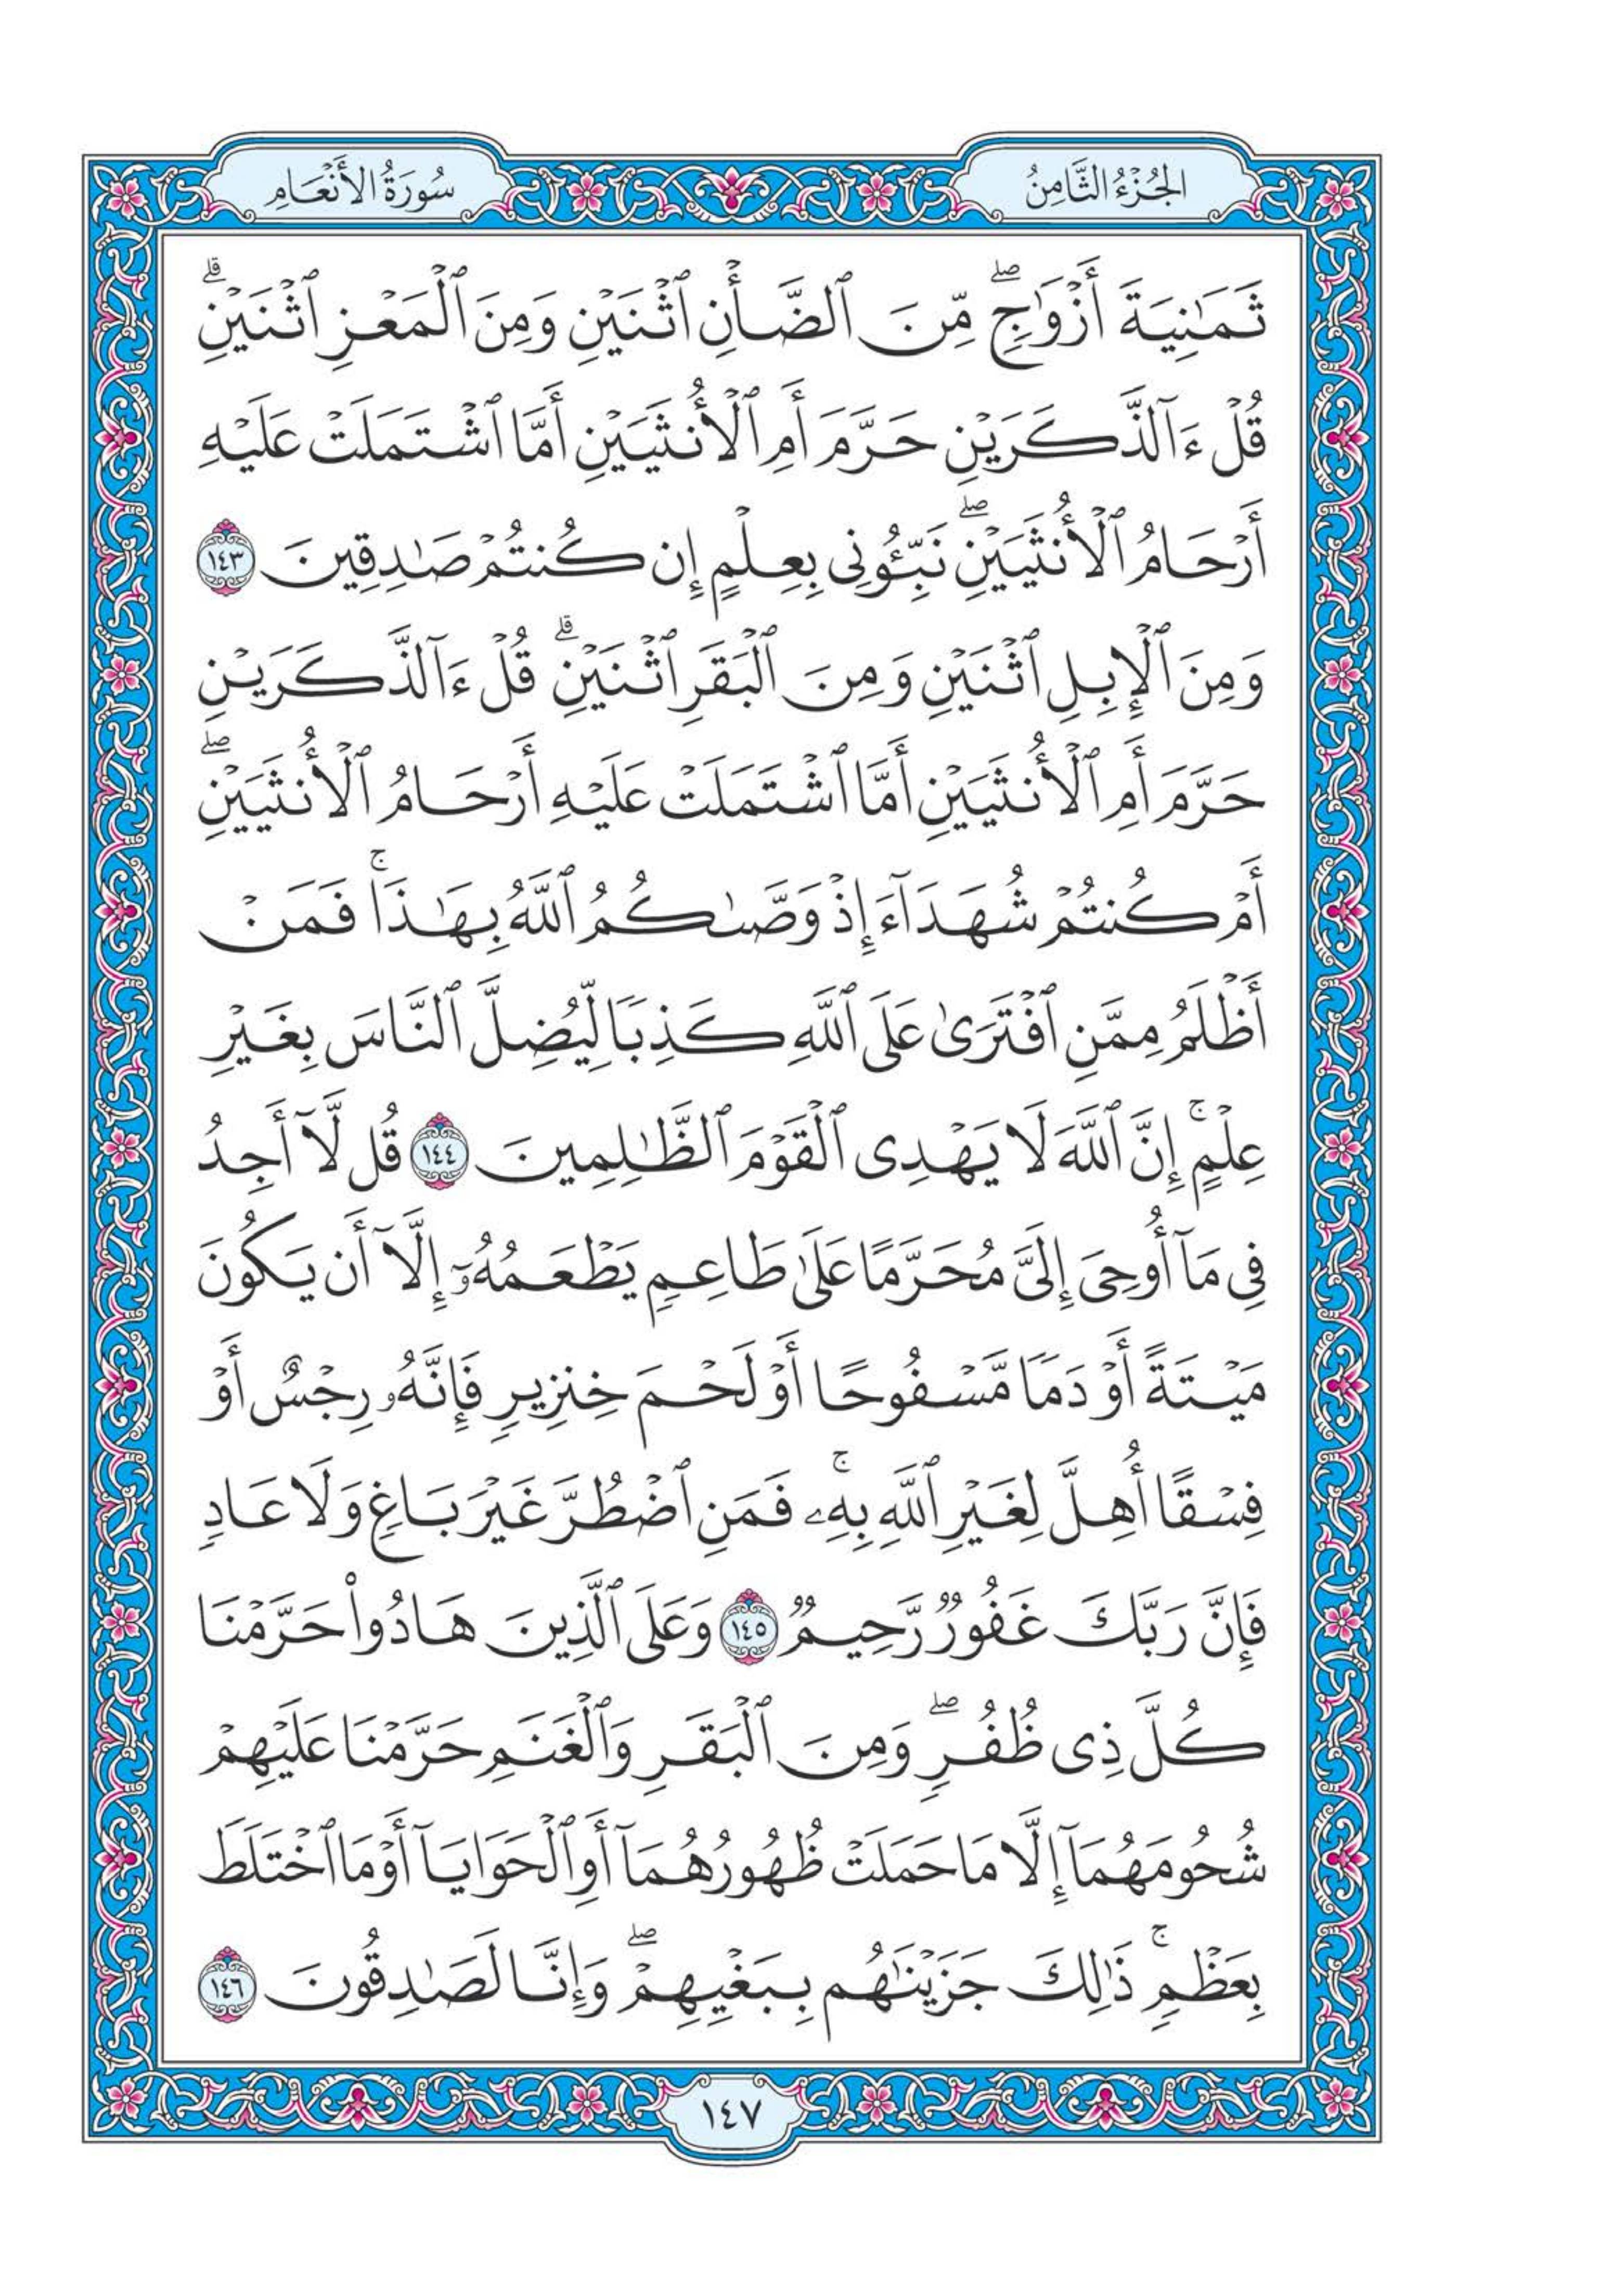 الجُزْءُ الثَّامِنُ
سُورَةُ الأَنْعَامِ
ثَمَٰنِيَةَ أَزْوَٰجٖۖ مِّنَ ٱلضَّأْنِ ٱثْنَيْنِ وَمِنَ ٱلْمَعْزِ ٱثْنَيْنِۗ
قُلْ ءَآلذَّكَرَيْنِ حَرَّمَ أَمِ ٱلْأُنثَيَيْنِ أَمَّا ٱشْتَمَلَتْ عَلَيْهِ
أَرْحَامُ ٱلْأُنثَيَيْنِۖ نَبِّـُٔونِى بِعِلْمٍ إِن كُنتُمْ صَٰدِقِينَ ١٤٣
وَمِنَ ٱلْإِبِلِ ٱثْنَيْنِ وَمِنَ ٱلْبَقَرِ ٱثْنَيْنِۗ قُلْ ءَآلذَّكَرَيْنِ
حَرَّمَ أَمِ ٱلْأُنثَيَيْنِ أَمَّا ٱشْتَمَلَتْ عَلَيْهِ أَرْحَامُ ٱلْأُنثَيَيْنِۖ
أَمْ كُنتُمْ شُهَدَآءَ إِذْ وَصَّىٰكُمُ ٱللَّهُ بِهَٰذَاۚ فَمَنْ
أَظْلَمُ مِمَّنِ ٱفْتَرَىٰ عَلَى ٱللَّهِ كَذِبًا لِّيُضِلَّ ٱلنَّاسَ بِغَيْرِ
عِلْمٍۚ إِنَّ ٱللَّهَ لَا يَهْدِى ٱلْقَوْمَ ٱلظَّٰلِمِينَ ١٤٤ قُل لَّآ أَجِدُ
فِى مَآ أُوحِىَ إِلَىَّ مُحَرَّمًا عَلَىٰ طَاعِمٍ يَطْعَمُهُۥٓ إِلَّآ أَن يَكُونَ
مَيْتَةً أَوْ دَمًا مَّسْفُوحًا أَوْ لَحْمَ خِنزِيرٍ فَإِنَّهُۥ رِجْسٌ أَوْ
فِسْقًا أُهِلَّ لِغَيْرِ ٱللَّهِ بِهِۦۚ فَمَنِ ٱضْطُرَّ غَيْرَ بَاغٍ وَلَا عَادٍ
فَإِنَّ رَبَّكَ غَفُورٌ رَّحِيمٌ ١٤٥ وَعَلَى ٱلَّذِينَ هَادُوا۟ حَرَّمْنَا
كُلَّ ذِى ظُفُرٍۖ وَمِنَ ٱلْبَقَرِ وَٱلْغَنَمِ حَرَّمْنَا عَلَيْهِمْ
شُحُومَهُمَآ إِلَّا مَا حَمَلَتْ ظُهُورُهُمَآ أَوِ ٱلْحَوَايَآ أَوْ مَا ٱخْتَلَطَ
بِعَظْمٍۚ ذَٰلِكَ جَزَيْنَٰهُم بِبَغْيِهِمْۖ وَإِنَّا لَصَٰدِقُونَ ١٤٦
١٤٧